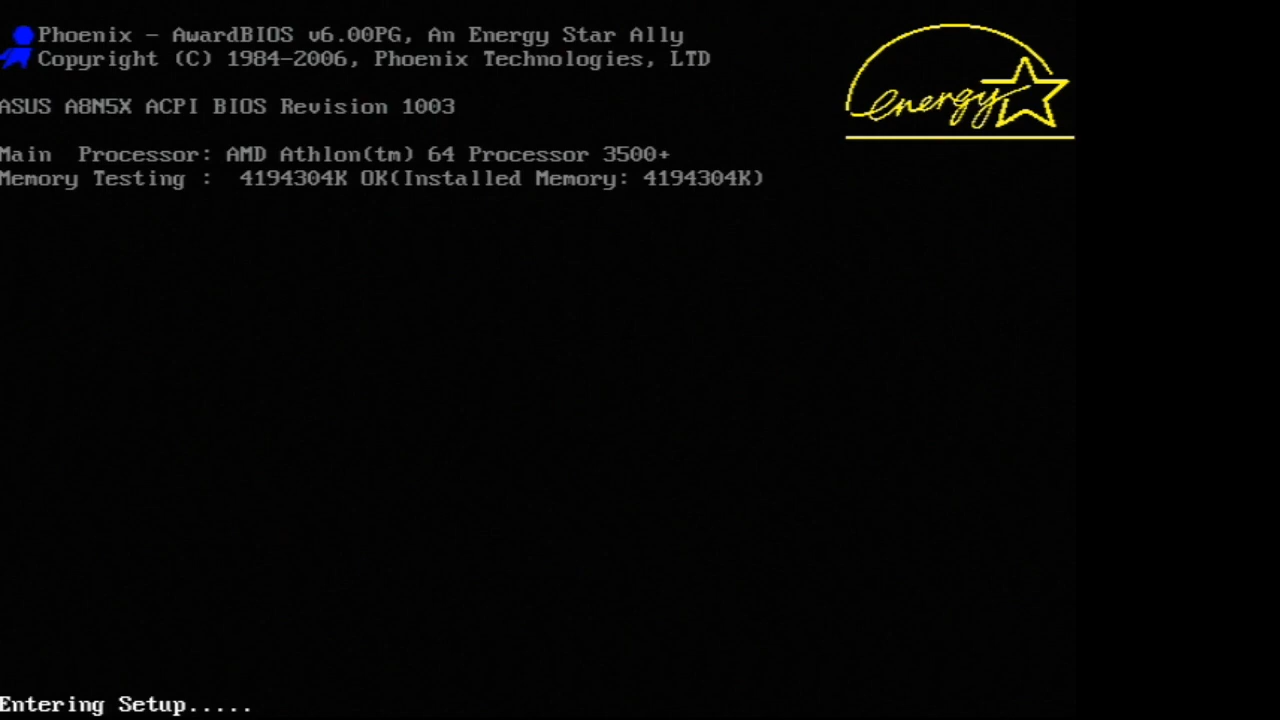 Phoenix - AwardBIOS v6.00PG, An Energy Star Ally
Copyright (C) 1984-2006, Phoenix Technologies, LTD
energy
ASUS A8N5X ACPI BIOS Revision 1003
Main  Processor: AMD Athlon(tm) 64 Processor 3500+
Memory Testing :  4194304K OK(Installed Memory: 4194304K)
Entering Setup.....